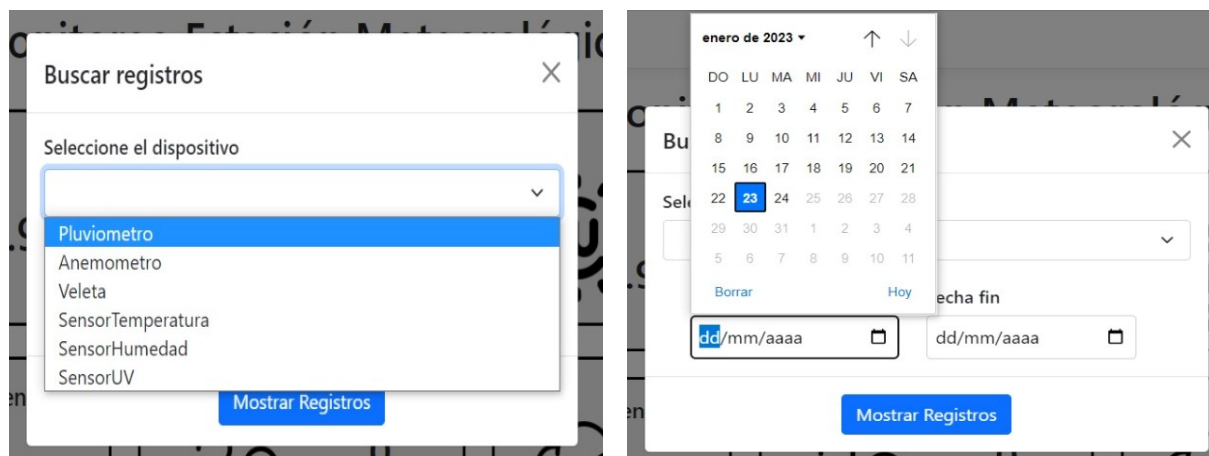 Buscar registros
Seleccione el dispositivo
Pluviometro
Anemometro
Veleta
SensorTemperatura
SensorHumedad
SensorUV
Mostrar Registros
enero de 2023
DO LU MA MI JU VI SA
1 2 3 4 5 6 7
8 9 10 11 12 13 14
15 16 17 18 19 20 21
22 23 24 25 26 27 28
29 30 31 1 2 3 4
5 6 7 8 9 10 11
Borrar Hoy
Bu
Sele
echa fin
dd/mm/aaaa dd/mm/aaaa
Mostrar Registros